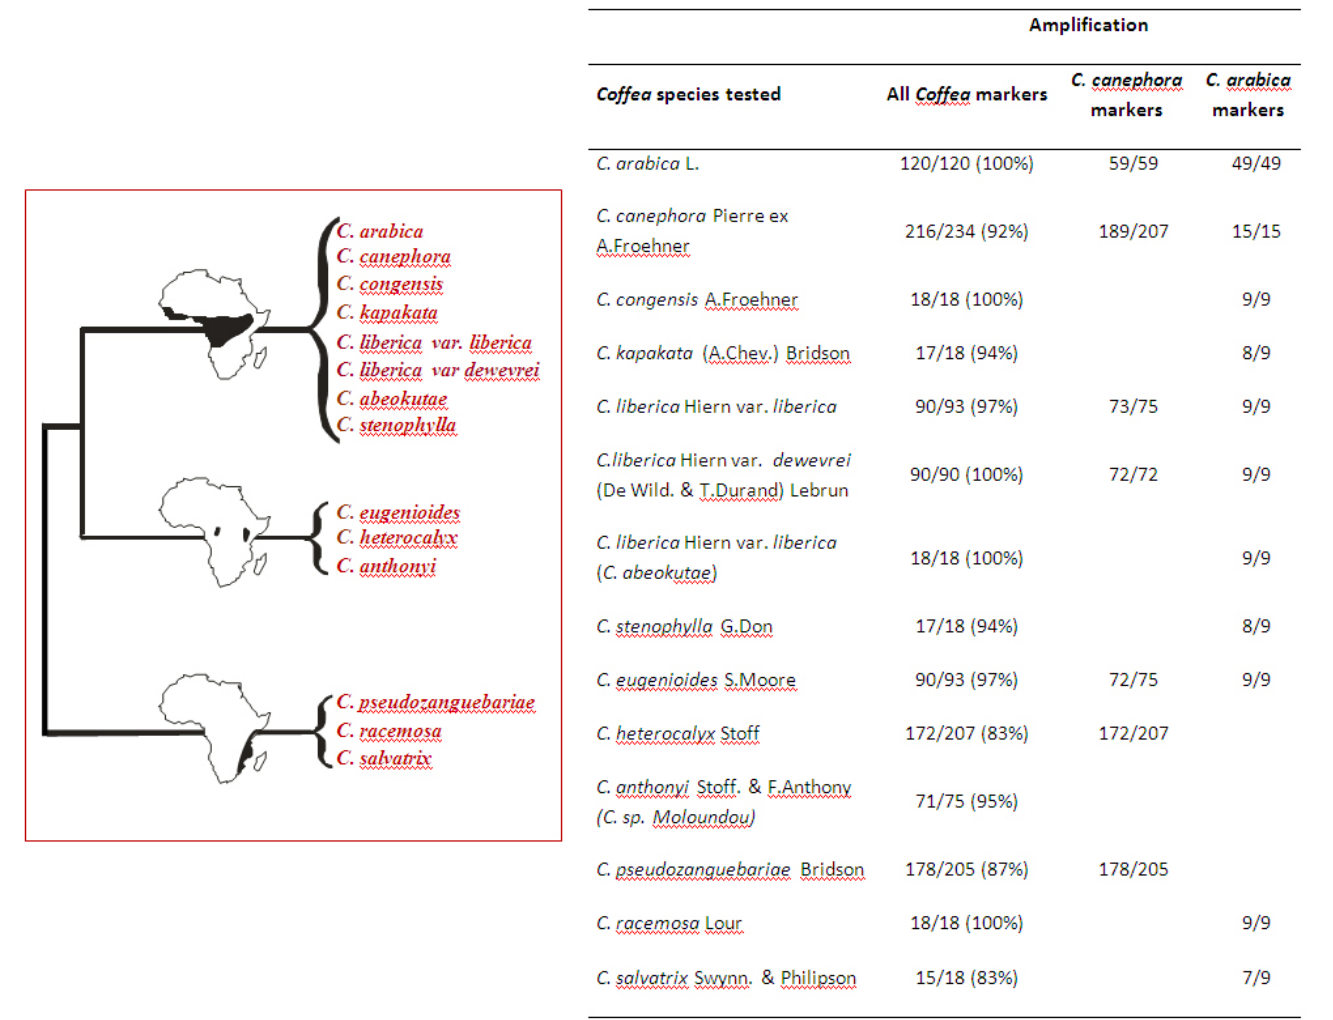 C. arabica
C. canephora
C. congensis
C. kapakata
C. liberica var. liberica
C. liberica var dewevrei
C. abeokutae
C. stenophylla
C. eugenioides
C. heterocalyx
C. anthonyi
C. pseudozanguebariae
C. racemosa
C. salvatrix
Amplification
Coffea species tested All Coffea markers C. canephora markers C. arabica markers
C. arabica L. 120/120 (100%) 59/59 49/49
C. canephora Pierre ex
A.Froehner 216/234 (92%) 189/207 15/15
C. congensis A.Froehner 18/18 (100%) 9/9
C. kapakata (A.Chev.) Bridson 17/18 (94%) 8/9
C. liberica Hiern var. liberica 90/93 (97%) 73/75 9/9
C.liberica Hiern var. dewevrei
(De Wild. & T.Durand) Lebrun 90/90 (100%) 72/72 9/9
C. liberica Hiern var. liberica
(C. abeokutae) 18/18 (100%) 9/9
C. stenophylla G.Don 17/18 (94%) 8/9
C. eugenioides S.Moore 90/93 (97%) 72/75 9/9
C. heterocalyx Stoff 172/207 (83%) 172/207
C. anthonyi Stoff. & F.Anthony
(C. sp. Moloundou) 71/75 (95%)
C. pseudozanguebariae Bridson 178/205 (87%) 178/205
C. racemosa Lour 18/18 (100%) 9/9
C. salvatrix Swynn. & Philipson 15/18 (83%) 7/9